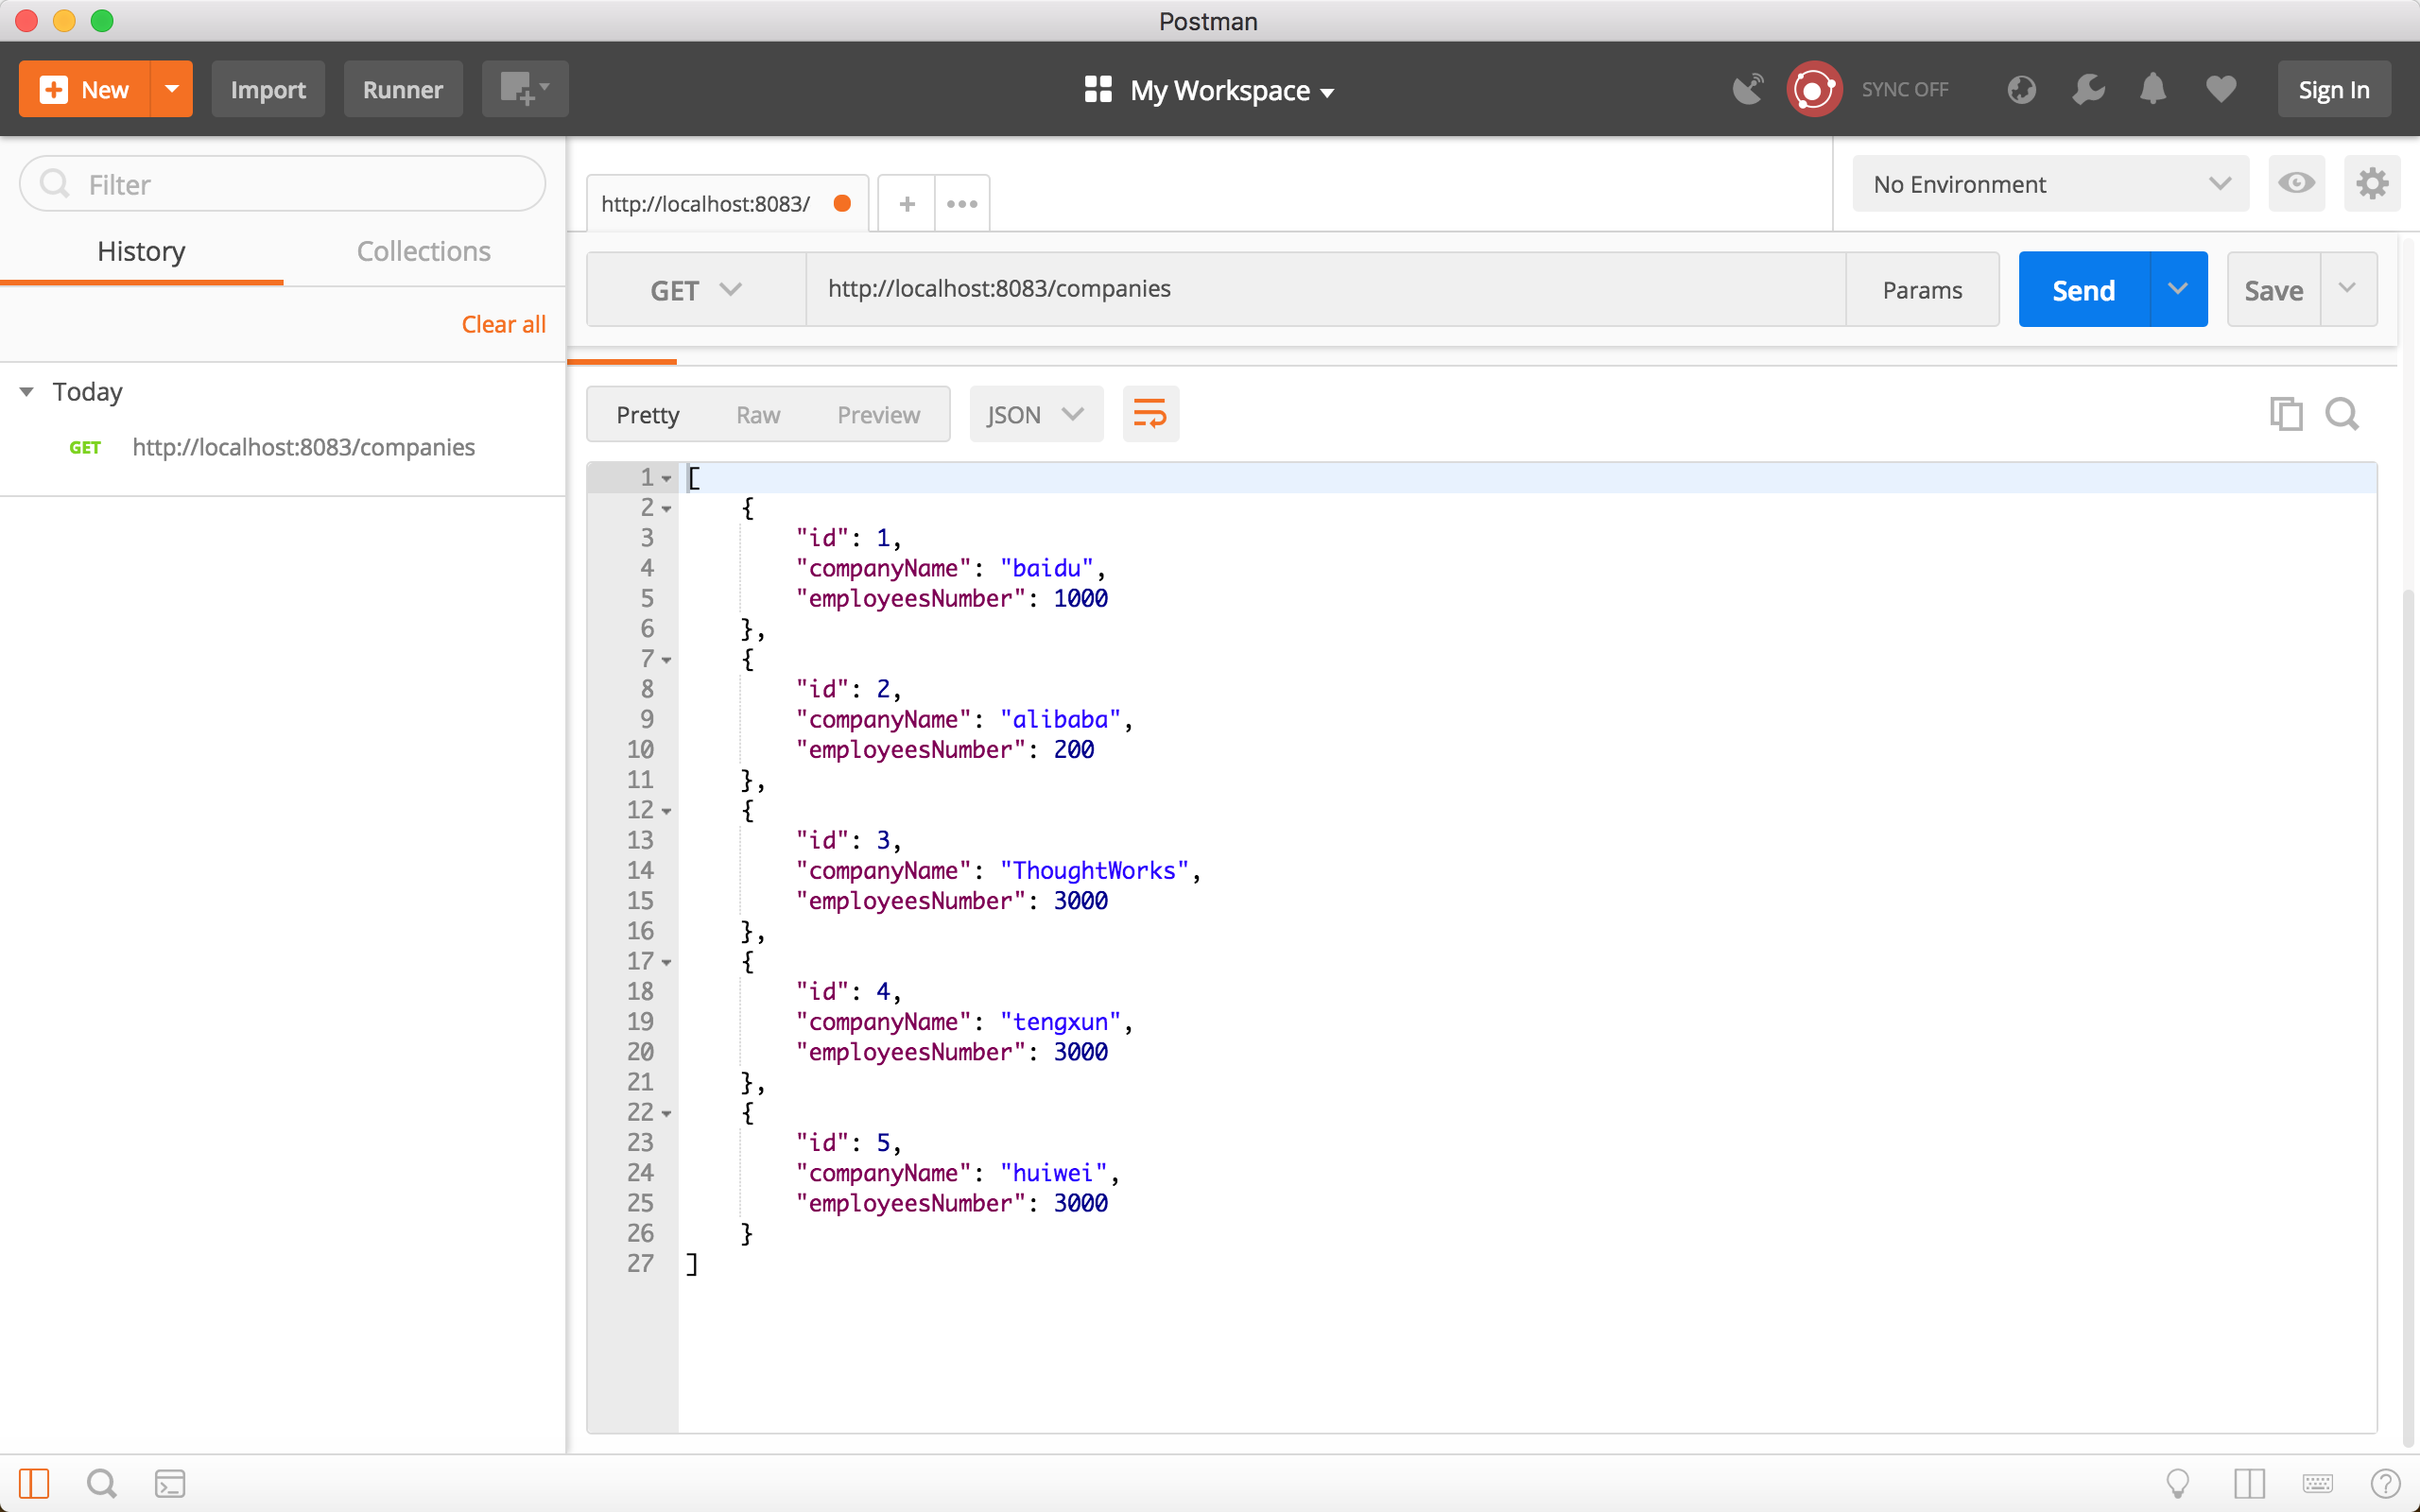 Postman
New
Import
Runner
My Workspace
SYNC OFF
Sign In
Filter
History
Collections
Clear all
Today
GET http://localhost:8083/companies
http://localhost:8083/
No Environment
GET
http://localhost:8083/companies
Params
Send
Save
Pretty
Raw
Preview
JSON
1 [
2 {
3 "id": 1,
4 "companyName": "baidu",
5 "employeesNumber": 1000
6 },
7 {
8 "id": 2,
9 "companyName": "alibaba",
10 "employeesNumber": 200
11 },
12 {
13 "id": 3,
14 "companyName": "ThoughtWorks",
15 "employeesNumber": 3000
16 },
17 {
18 "id": 4,
19 "companyName": "tengxun",
20 "employeesNumber": 3000
21 },
22 {
23 "id": 5,
24 "companyName": "huiwei",
25 "employeesNumber": 3000
26 }
27 ]